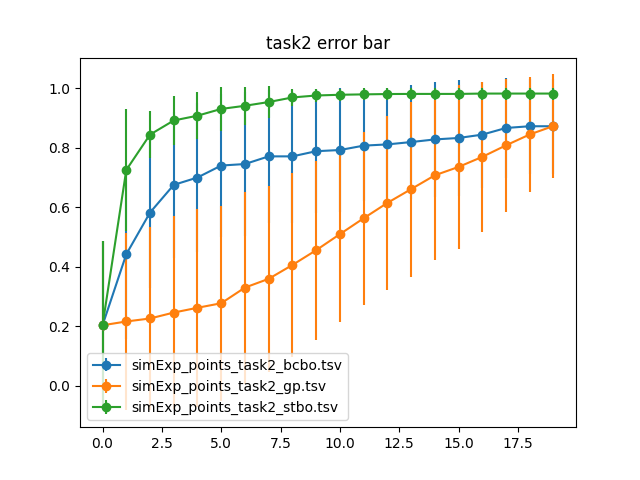 task2 error bar
1.0
0.8
0.6
0.4
0.2
0.0
simExp_points_task2_bcbo.tsv
simExp_points_task2_gp.tsv
simExp_points_task2_stbo.tsv
0.0 2.5 5.0 7.5 10.0 12.5 15.0 17.5